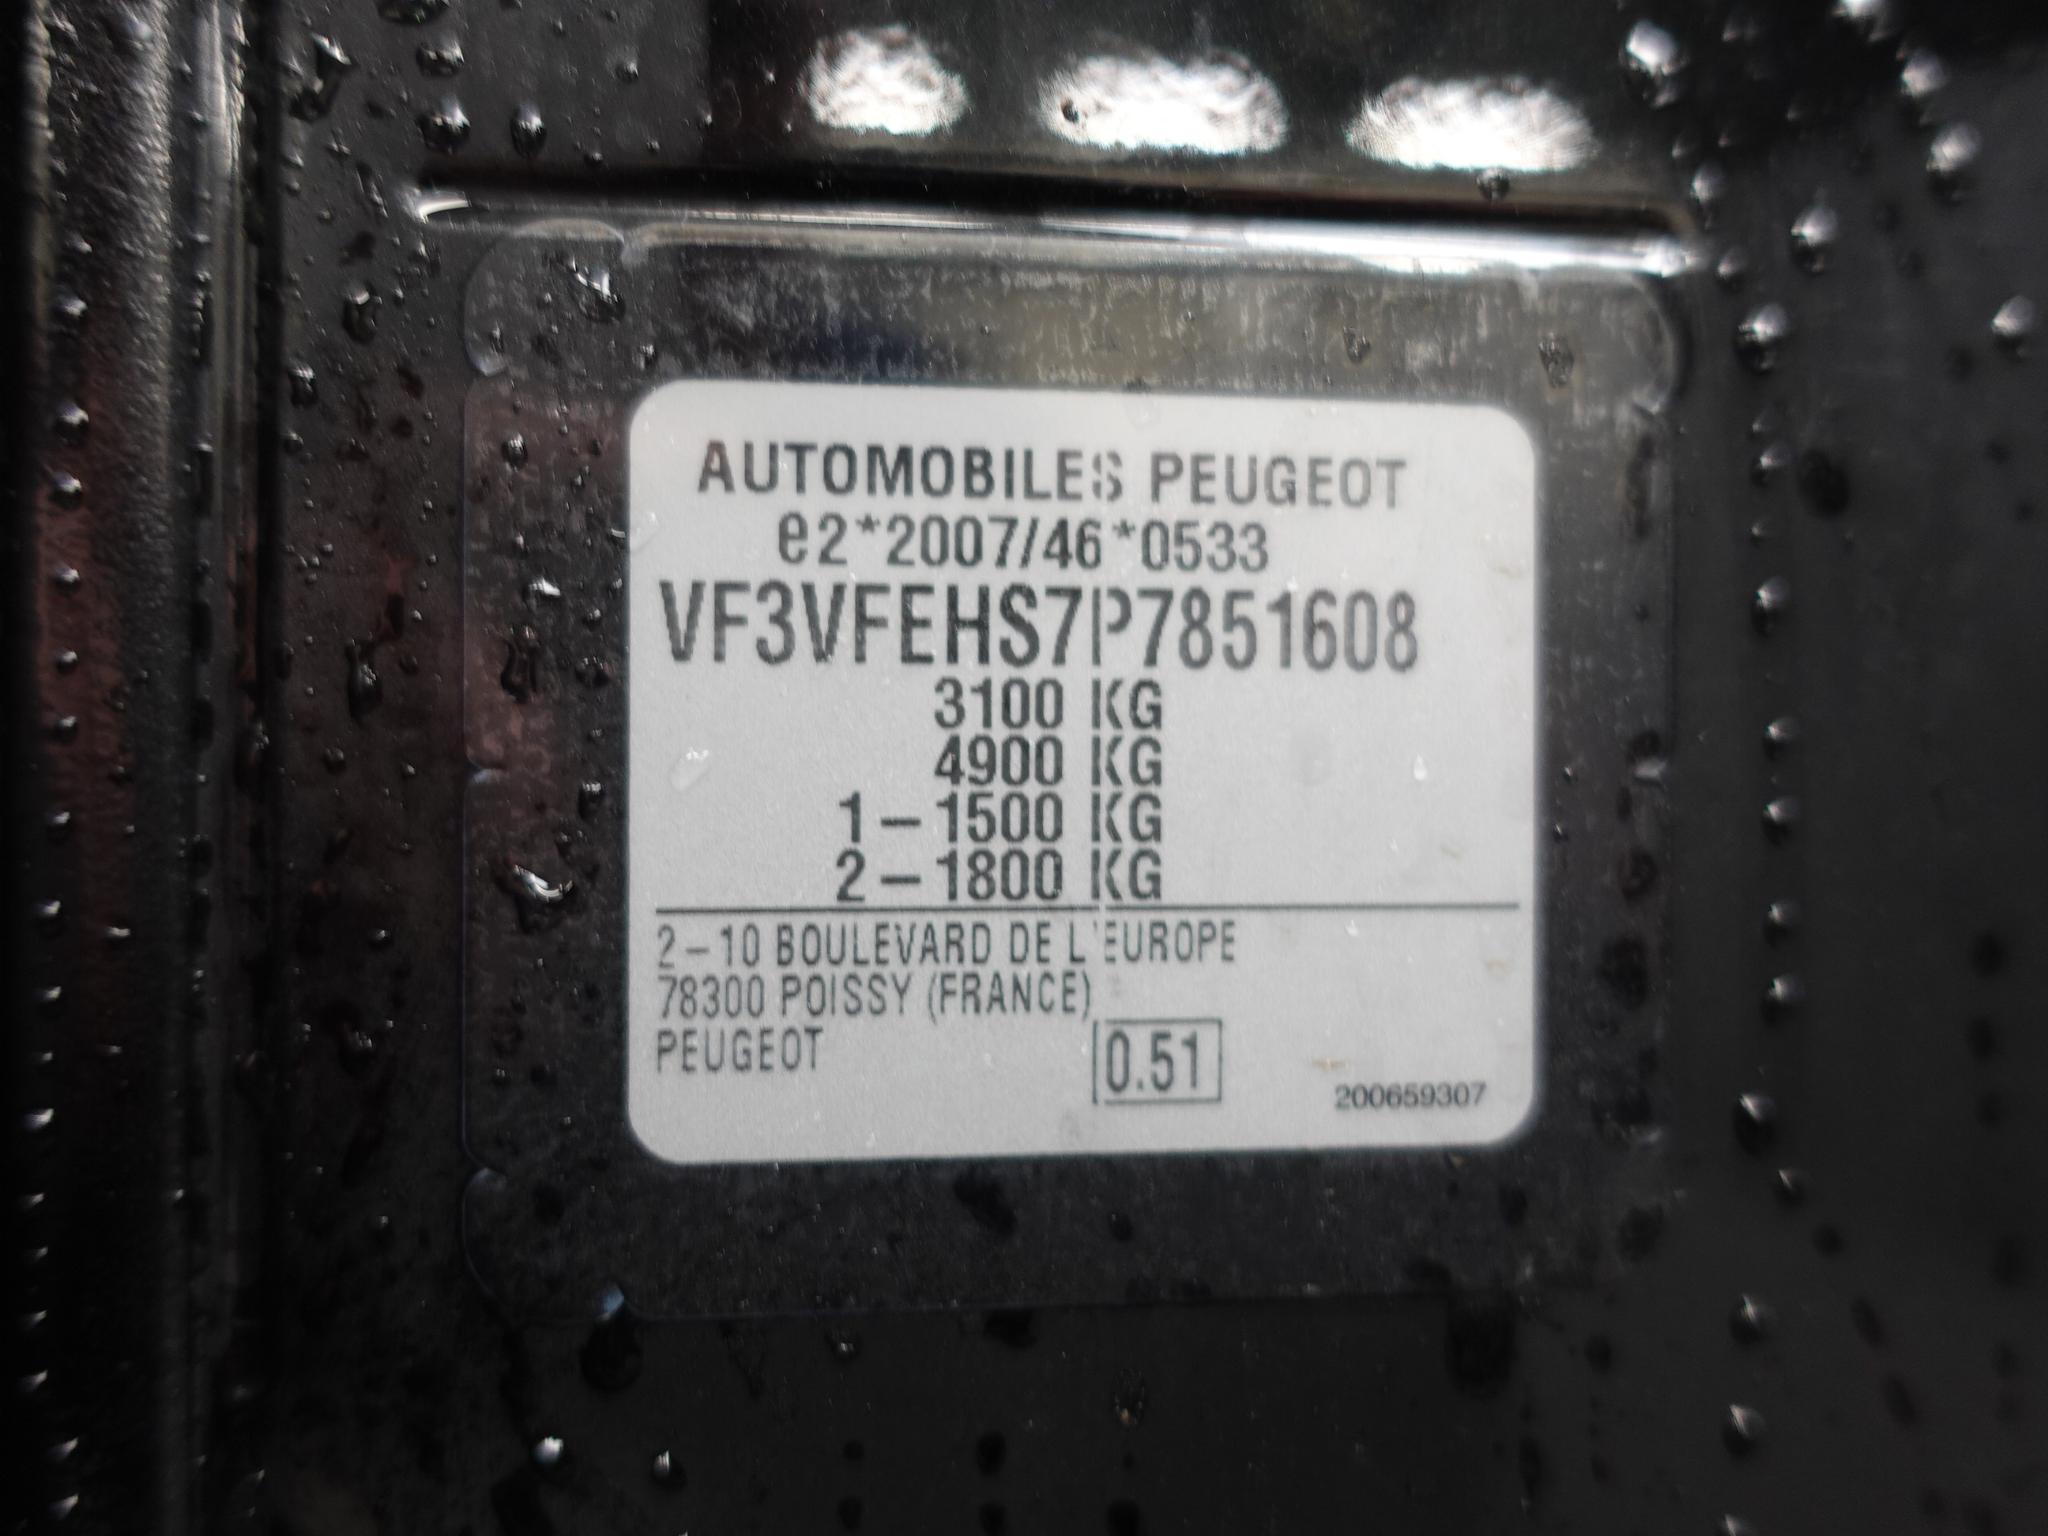 AUTOMOBILES PEUGEOT
e2*2007/46*0533
VF3VFEHS7P7851608
3100 KG
4900 KG
1-1500 KG
2-1800 KG
2-10 BOULEVARD DE L'EUROPE
78300 POISSY (FRANCE)
PEUGEOT
0.51
200659307